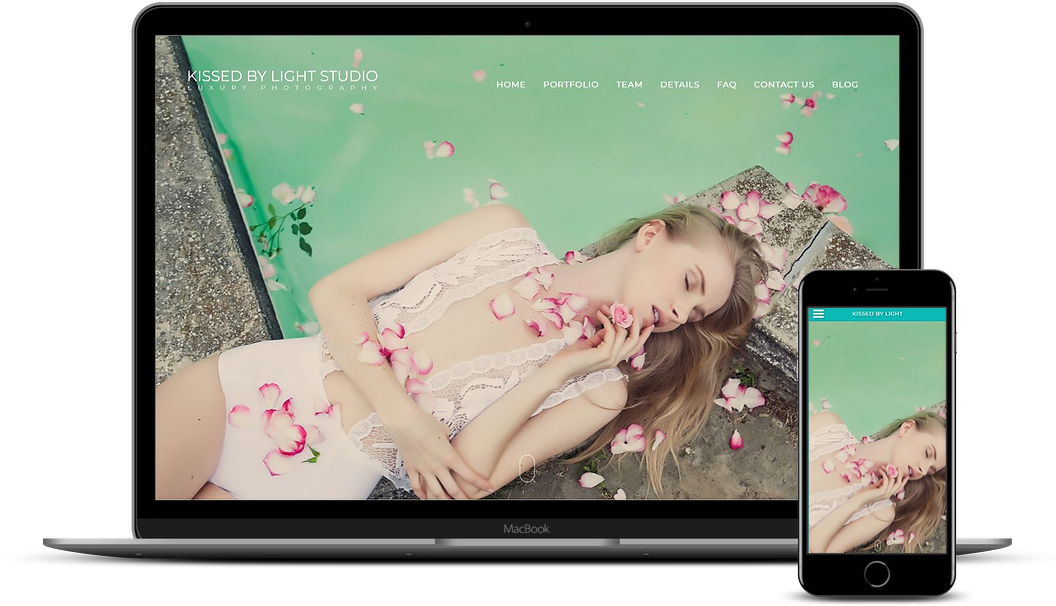 KISSED BY LIGHT STUDIO
LUXURY PHOTOGRAPHY
HOME PORTFOLIO TEAM DETAILS FAQ CONTACT US BLOG
KISSED BY LIGHT
MacBook